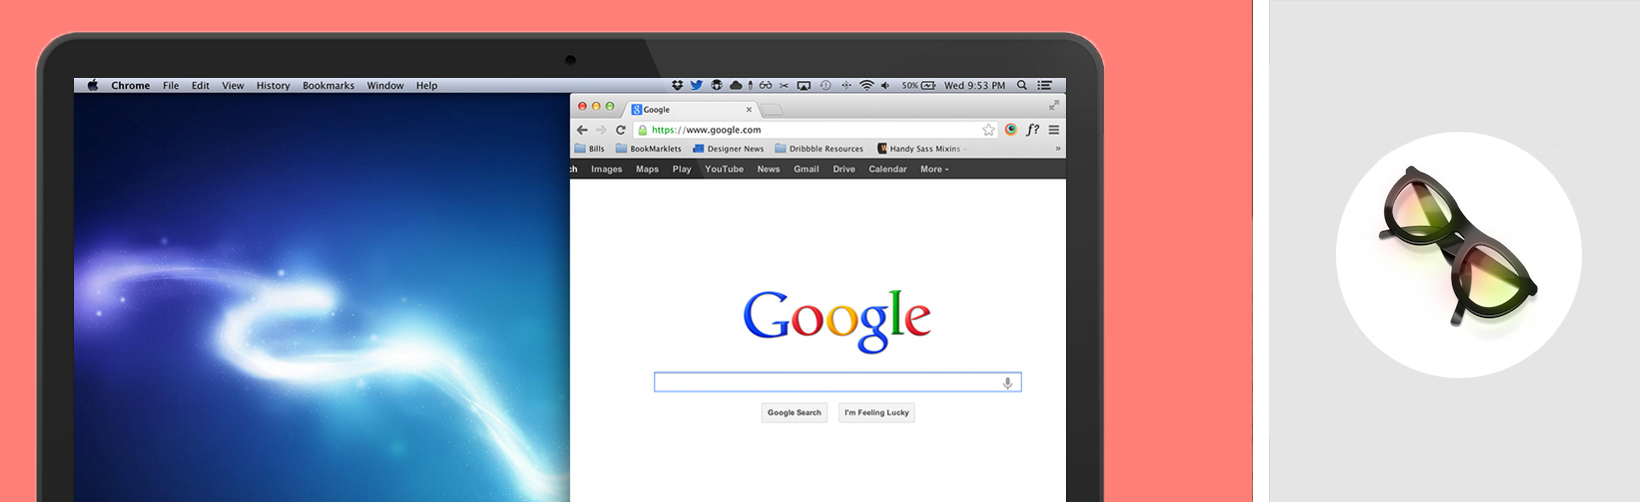 Chrome File Edit View History Bookmarks Window Help 50% Wed 9:53 PM
Google
https://www.google.com f?
Bills BookMarklets Designer News Dribbble Resources Handy Sass Mixins »
ch Images Maps Play YouTube News Gmail Drive Calendar More
Google
Google Search I'm Feeling Lucky